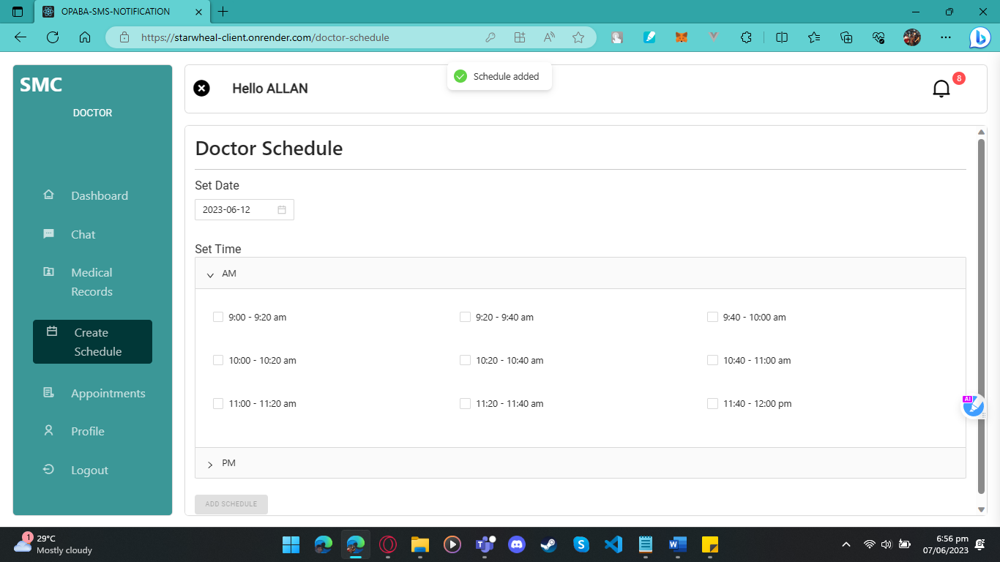 OPABA-SMS-NOTIFICATION
https://starwheal-client.onrender.com/doctor-schedule
SMC
DOCTOR
Dashboard
Chat
Medical
Records
Create
Schedule
Appointments
Profile
Logout
Hello ALLAN
Schedule added
8
Doctor Schedule
Set Date
2023-06-12
Set Time
AM
9:00 - 9:20 am
9:20 - 9:40 am
9:40 - 10:00 am
10:00 - 10:20 am
10:20 - 10:40 am
10:40 - 11:00 am
11:00 - 11:20 am
11:20 - 11:40 am
11:40 - 12:00 pm
AI
PM
ADD SCHEDULE
1
29°C
Mostly cloudy
6:56 pm
07/06/2023